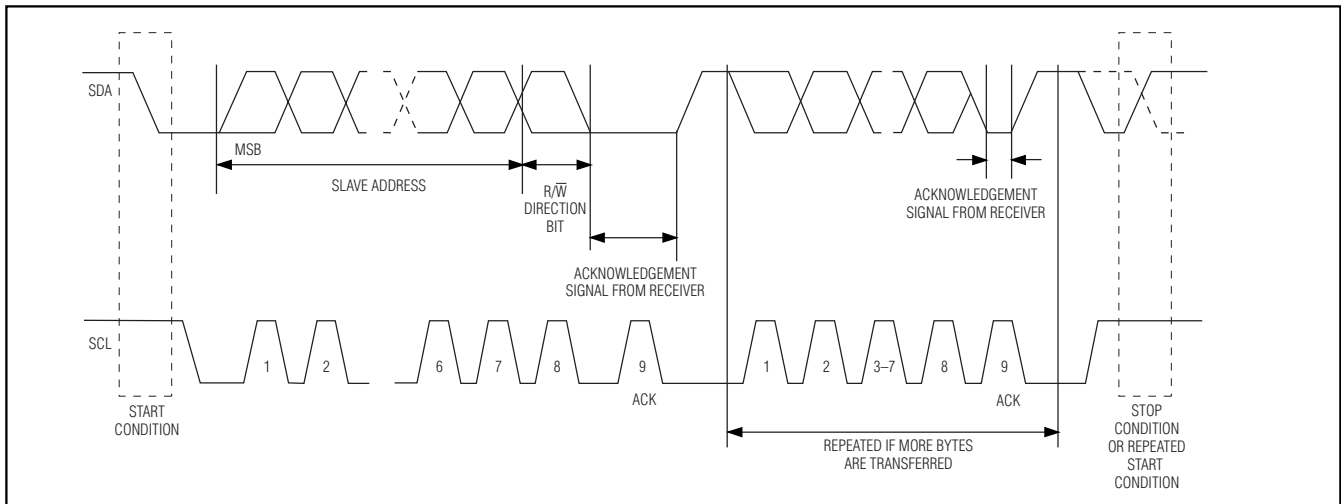 SDA
MSB
SLAVE ADDRESS
R/W̅
DIRECTION
BIT
ACKNOWLEDGEMENT
SIGNAL FROM RECEIVER
ACKNOWLEDGEMENT
SIGNAL FROM RECEIVER
SCL
1 2 6 7 8 9 1 2 3–7 8 9
ACK ACK
START
CONDITION
REPEATED IF MORE BYTES
ARE TRANSFERRED
STOP
CONDITION
OR REPEATED
START
CONDITION